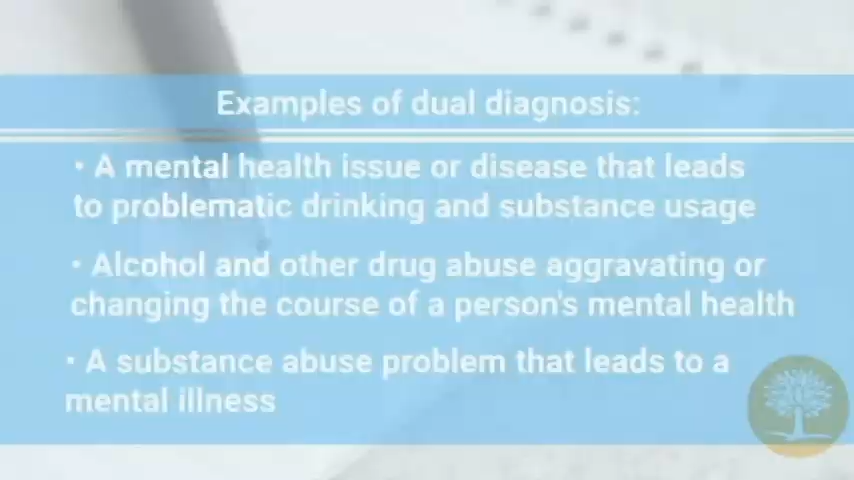 Examples of dual diagnosis:
• A mental health issue or disease that leads
to problematic drinking and substance usage
• Alcohol and other drug abuse aggravating or
changing the course of a person's mental health
• A substance abuse problem that leads to a
mental illness